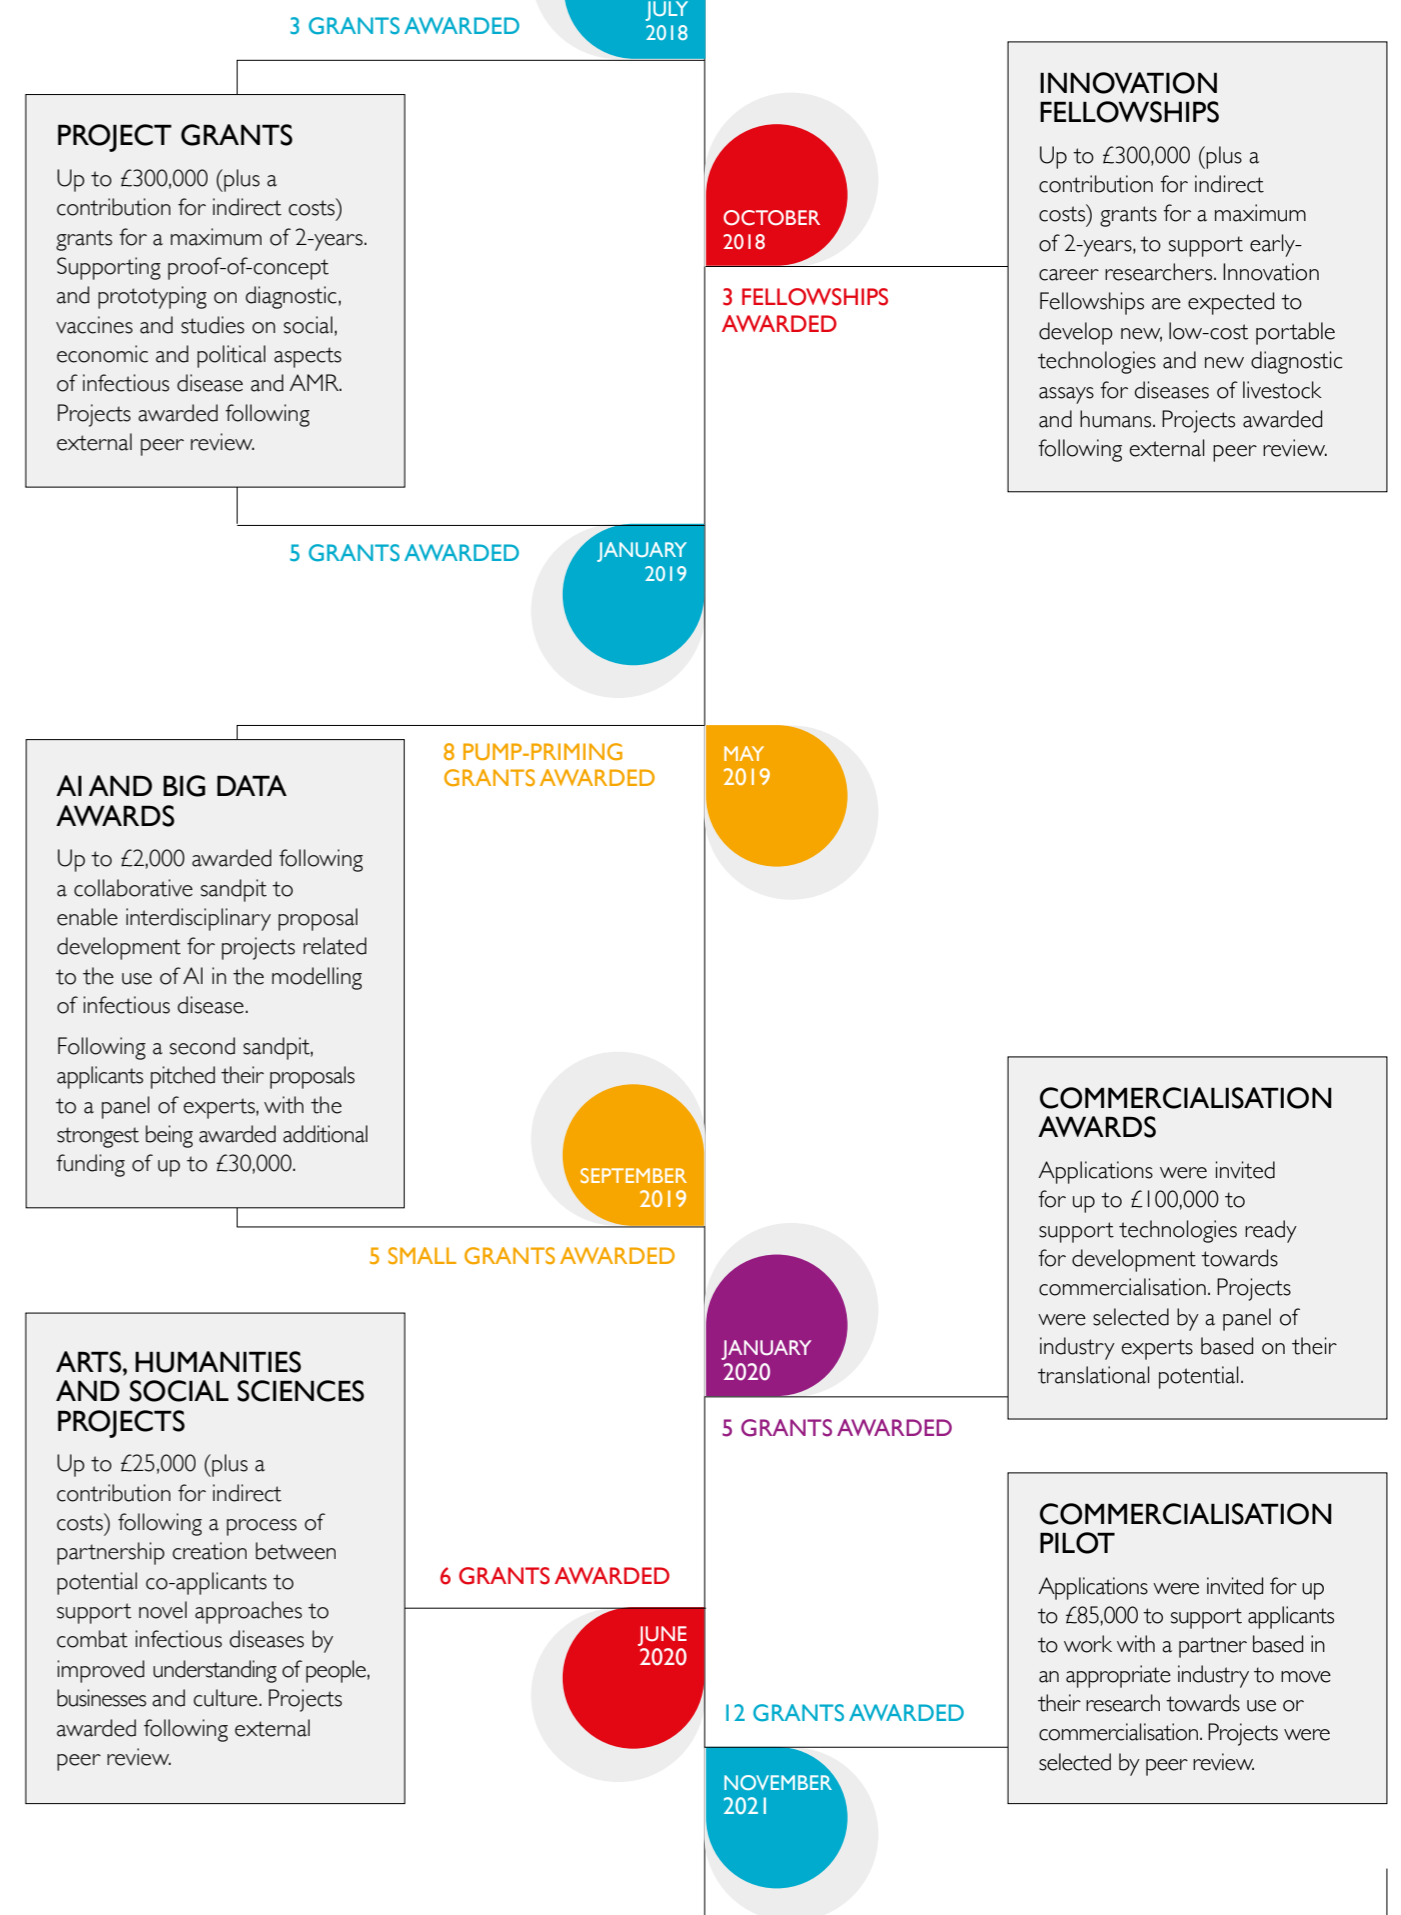 3 GRANTS AWARDED
JULY
2018
PROJECT GRANTS
Up to £300,000 (plus a
contribution for indirect costs)
grants for a maximum of 2-years.
Supporting proof-of-concept
and prototyping on diagnostic,
vaccines and studies on social,
economic and political aspects
of infectious disease and AMR.
Projects awarded following
external peer review.
OCTOBER
2018
3 FELLOWSHIPS
AWARDED
INNOVATION
FELLOWSHIPS
Up to £300,000 (plus a
contribution for indirect
costs) grants for a maximum
of 2-years, to support early-
career researchers. Innovation
Fellowships are expected to
develop new, low-cost portable
technologies and new diagnostic
assays for diseases of livestock
and humans. Projects awarded
following external peer review.
5 GRANTS AWARDED
JANUARY
2019
8 PUMP-PRIMING
GRANTS AWARDED
MAY
2019
AI AND BIG DATA
AWARDS
Up to £2,000 awarded following
a collaborative sandpit to
enable interdisciplinary proposal
development for projects related
to the use of AI in the modelling
of infectious disease.
Following a second sandpit,
applicants pitched their proposals
to a panel of experts, with the
strongest being awarded additional
funding of up to £30,000.
SEPTEMBER
2019
5 SMALL GRANTS AWARDED
COMMERCIALISATION
AWARDS
Applications were invited
for up to £100,000 to
support technologies ready
for development towards
commercialisation. Projects
were selected by a panel of
industry experts based on their
translational potential.
JANUARY
2020
5 GRANTS AWARDED
ARTS, HUMANITIES
AND SOCIAL SCIENCES
PROJECTS
Up to £25,000 (plus a
contribution for indirect
costs) following a process of
partnership creation between
potential co-applicants to
support novel approaches to
combat infectious diseases by
improved understanding of people,
businesses and culture. Projects
awarded following external
peer review.
6 GRANTS AWARDED
JUNE
2020
COMMERCIALISATION
PILOT
Applications were invited for up
to £85,000 to support applicants
to work with a partner based in
an appropriate industry to move
their research towards use or
commercialisation. Projects were
selected by peer review.
12 GRANTS AWARDED
NOVEMBER
2021